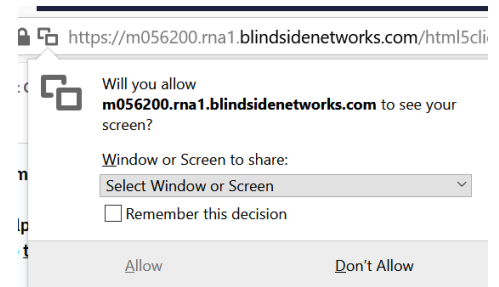 https://m056200.rna1.blindsidenetworks.com/html5cli
Will you allow
m056200.rna1.blindsidenetworks.com to see your
screen?
Window or Screen to share:
Select Window or Screen
Remember this decision
Allow
Don't Allow